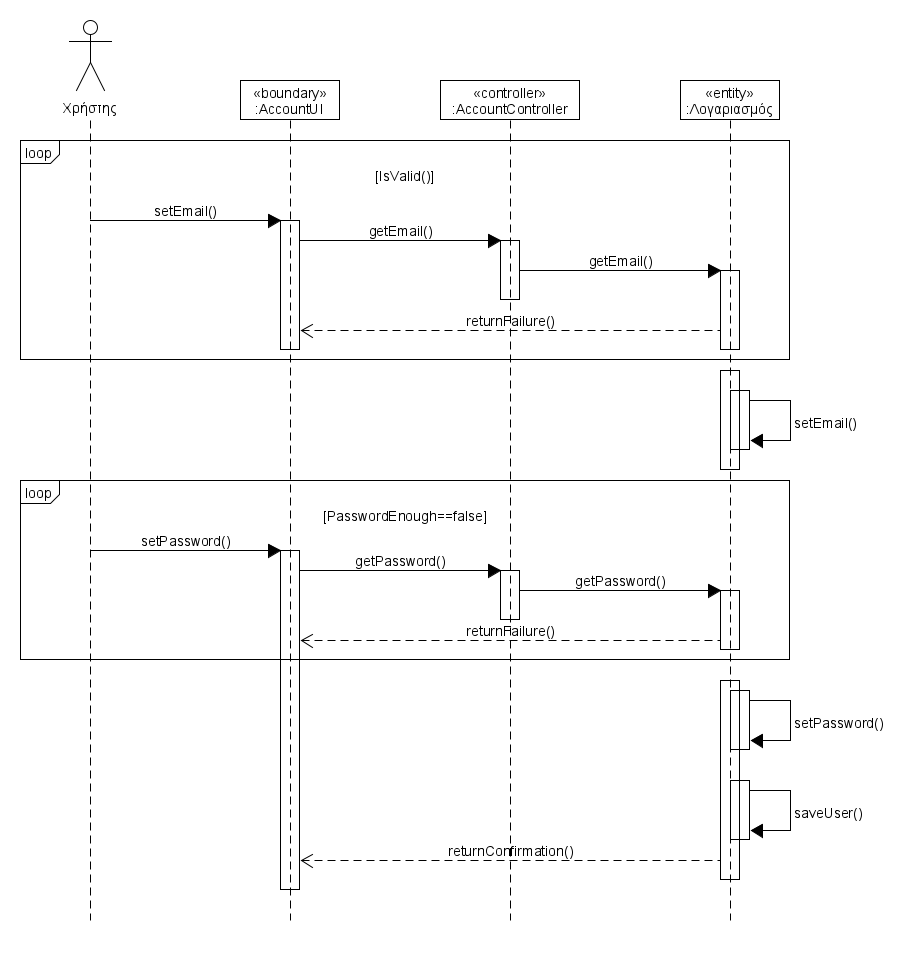 Χρήστης
«boundary»
:AccountUI
«controller»
:AccountController
«entity»
:Λογαριασμός
loop
[IsValid()]
setEmail()
getEmail()
getEmail()
returnFailure()
setEmail()
loop
[PasswordEnough==false]
setPassword()
getPassword()
getPassword()
returnFailure()
setPassword()
saveUser()
returnConfirmation()